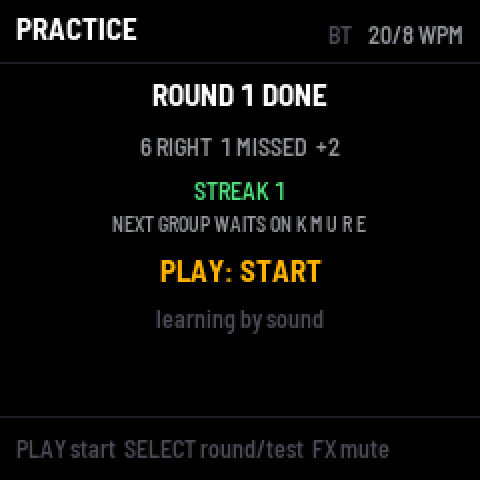 PRACTICE
BT 20/8 WPM
ROUND 1 DONE
6 RIGHT 1 MISSED +2
STREAK 1
NEXT GROUP WAITS ON K M U R E
PLAY: START
learning by sound
PLAY start SELECT round/test FX mute